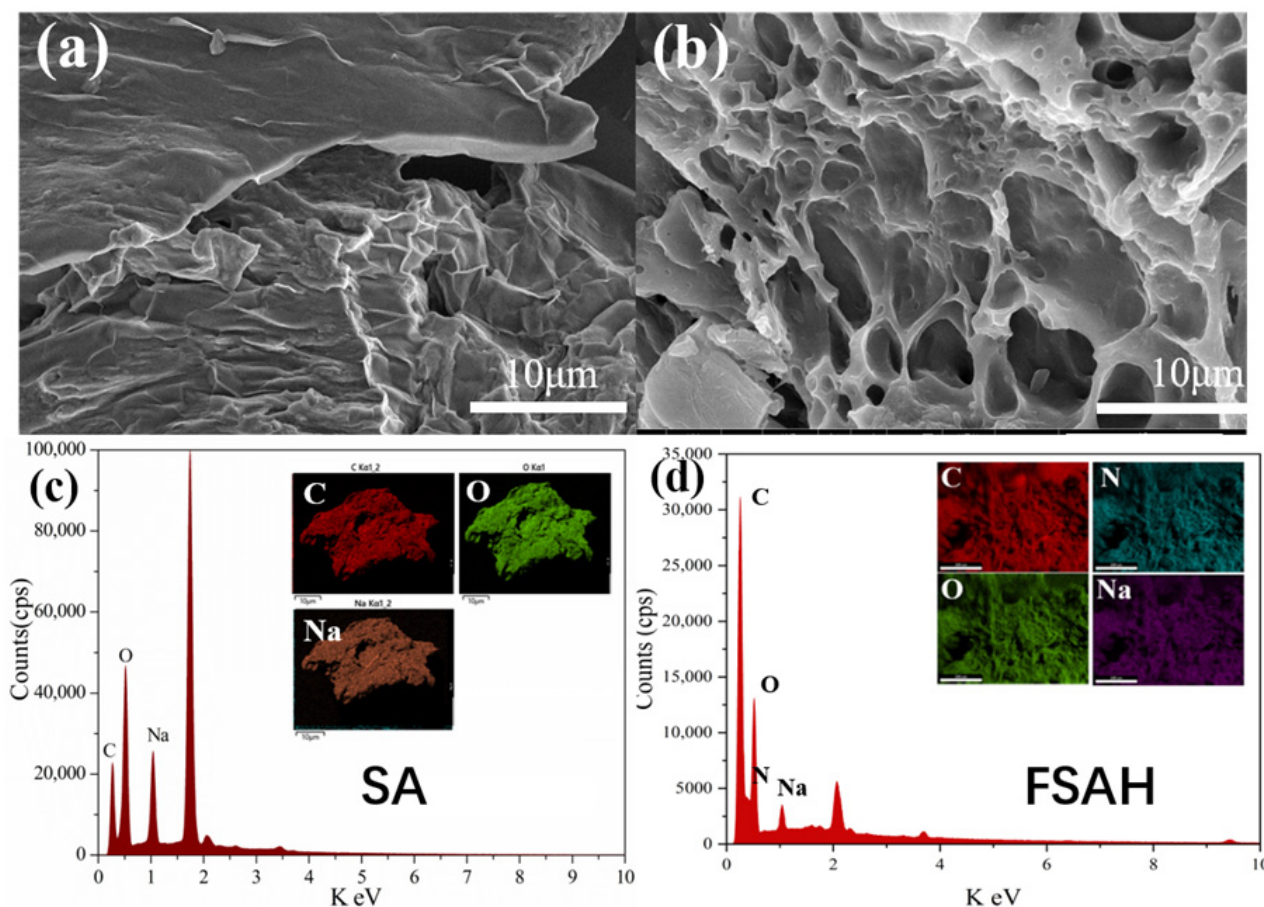 (a)
10μm
(b)
10μm
(c)
Counts(cps)
100,000
80,000
60,000
40,000
20,000
0
C
O
Na
C Kα1_2
C
10μm
O Kα1
O
10μm
Na Kα1_2
Na
10μm
SA
0 1 2 3 4 5 6 7 8 9 10
K eV
(d)
Counts (cps)
35,000
30,000
25,000
20,000
15,000
10,000
5000
0
C
O
N
Na
C
N
O
Na
FSAH
0 2 4 6 8 10
K eV